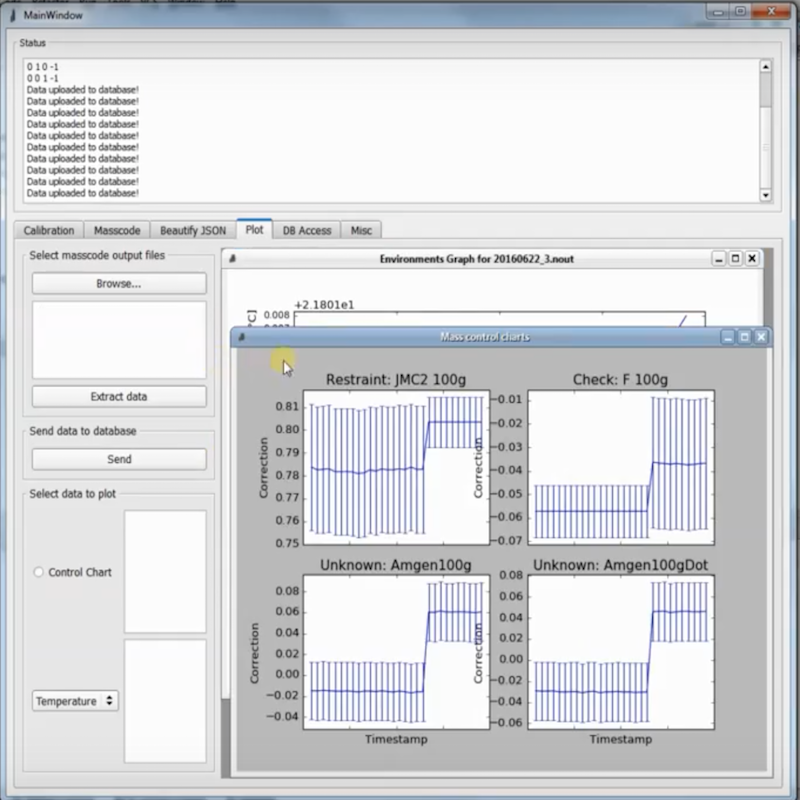 MainWindow
Status
0 1 0 -1
0 0 1 -1
Data uploaded to database!
Data uploaded to database!
Data uploaded to database!
Data uploaded to database!
Data uploaded to database!
Data uploaded to database!
Data uploaded to database!
Data uploaded to database!
Data uploaded to database!
Data uploaded to database!
Calibration Masscode Beautify JSON Plot DB Access Misc
Select masscode output files
Browse...
Extract data
Send data to database
Send
Select data to plot
Control Chart
Temperature
Environments Graph for 20160622_3.nout
+2.1801e1
0.008
Mass control charts
Restraint: JMC2 100g
0.81
0.80
0.79
0.78
0.77
0.76
0.75
Correction
Check: F 100g
−0.01
−0.02
−0.03
−0.04
−0.05
−0.06
−0.07
Correction
Unknown: Amgen100g
0.08
0.06
0.04
0.02
0.00
−0.02
−0.04
Correction
Timestamp
Unknown: Amgen100gDot
0.08
0.06
0.04
0.02
0.00
−0.02
−0.04
−0.06
Correction
Timestamp